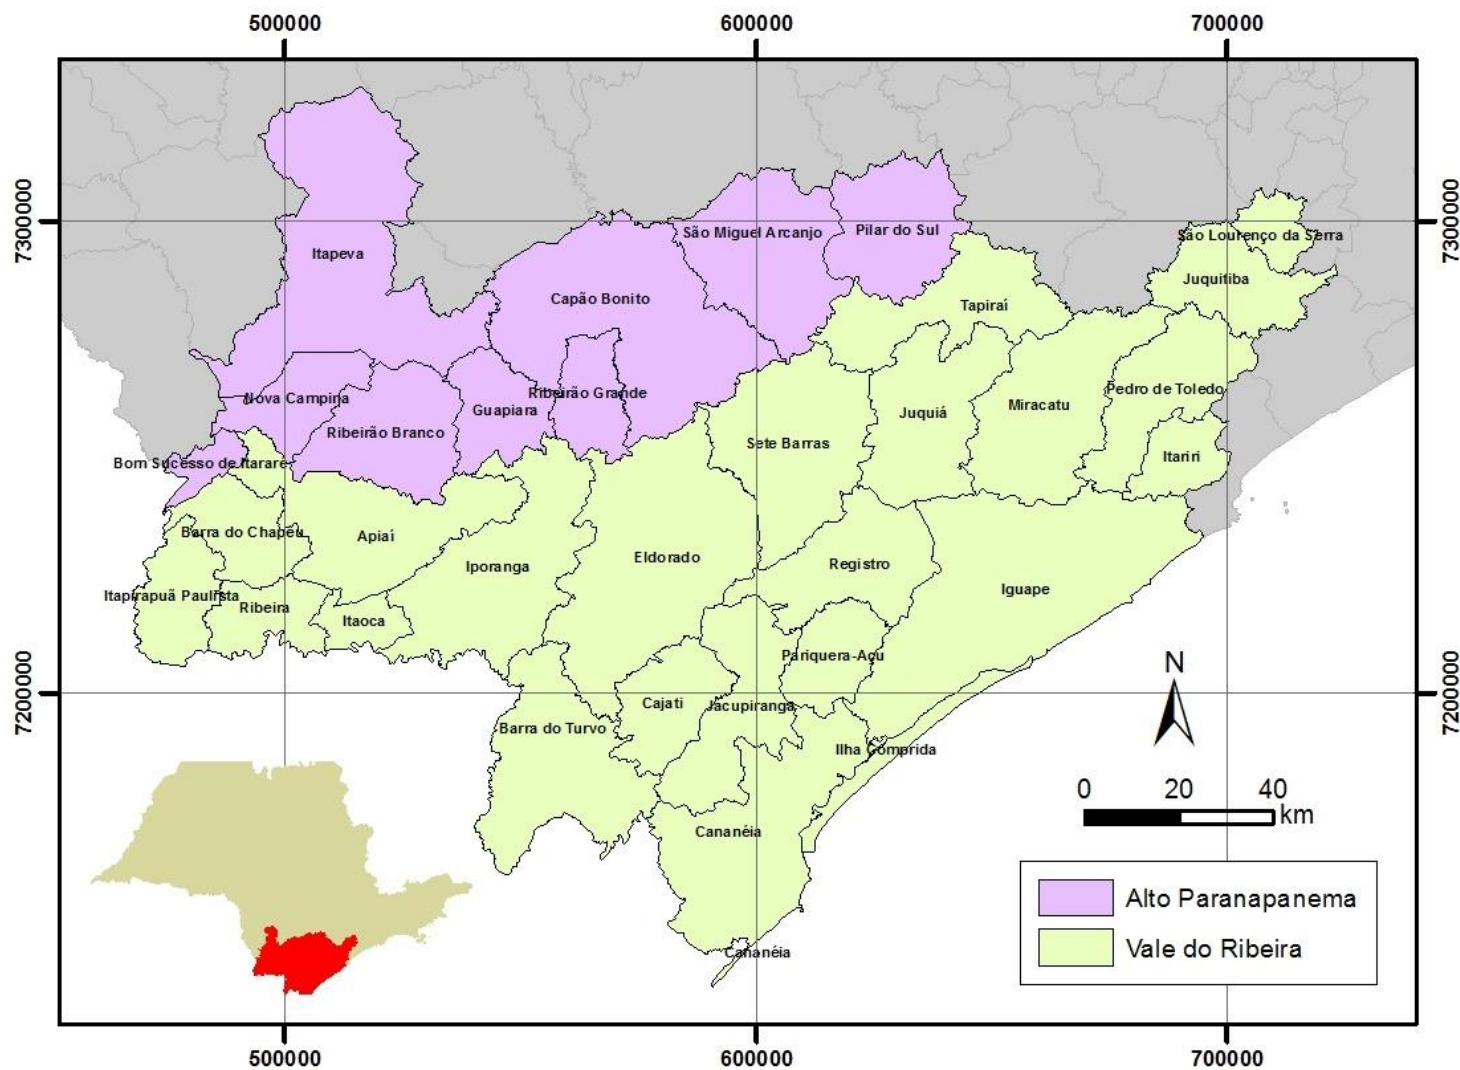 500000 600000 700000
7300000 7300000
São Miguel Arcanjo
Pilar do Sul
São Lourenço da Serra
Itapeva
Juquitiba
Capão Bonito
Tapiraí
Nova Campina
Ribeirão Grande
Pedro de Toledo
Guapiara
Juquiá
Miracatu
Ribeirão Branco
Sete Barras
Bom Sucesso de Itararé
Itariri
Barra do Chapéu
Apiaí
Eldorado
Iporanga
Registro
Iguape
Itapirapuã Paulista
Ribeira
Itaoca
Pariquera-Açu
N
7200000 7200000
Cajati
Jacupiranga
Barra do Turvo
Ilha Comprida
0 20 40
km
Cananéia
Alto Paranapanema
Vale do Ribeira
Cananéia
500000 600000 700000